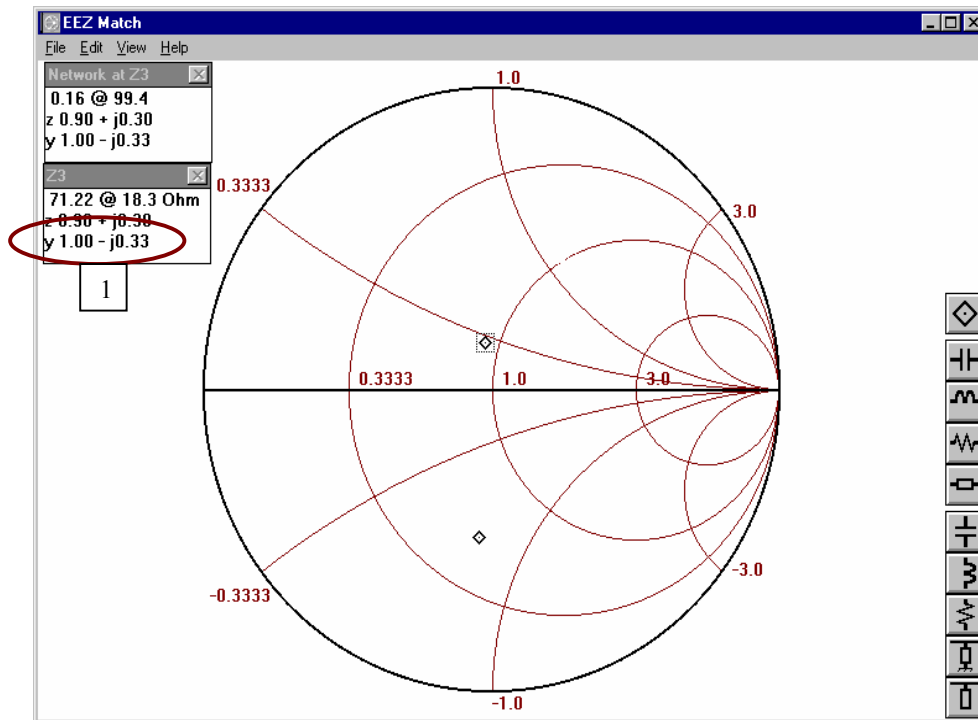 EEZ Match
File Edit View Help
Network at Z3
0.16 @ 99.4
z 0.90 + j0.30
y 1.00 - j0.33
Z3
71.22 @ 18.3 Ohm
z 0.90 + j0.30
y 1.00 - j0.33
1
1.0
0.3333
3.0
0.3333
1.0
3.0
-0.3333
-3.0
-1.0